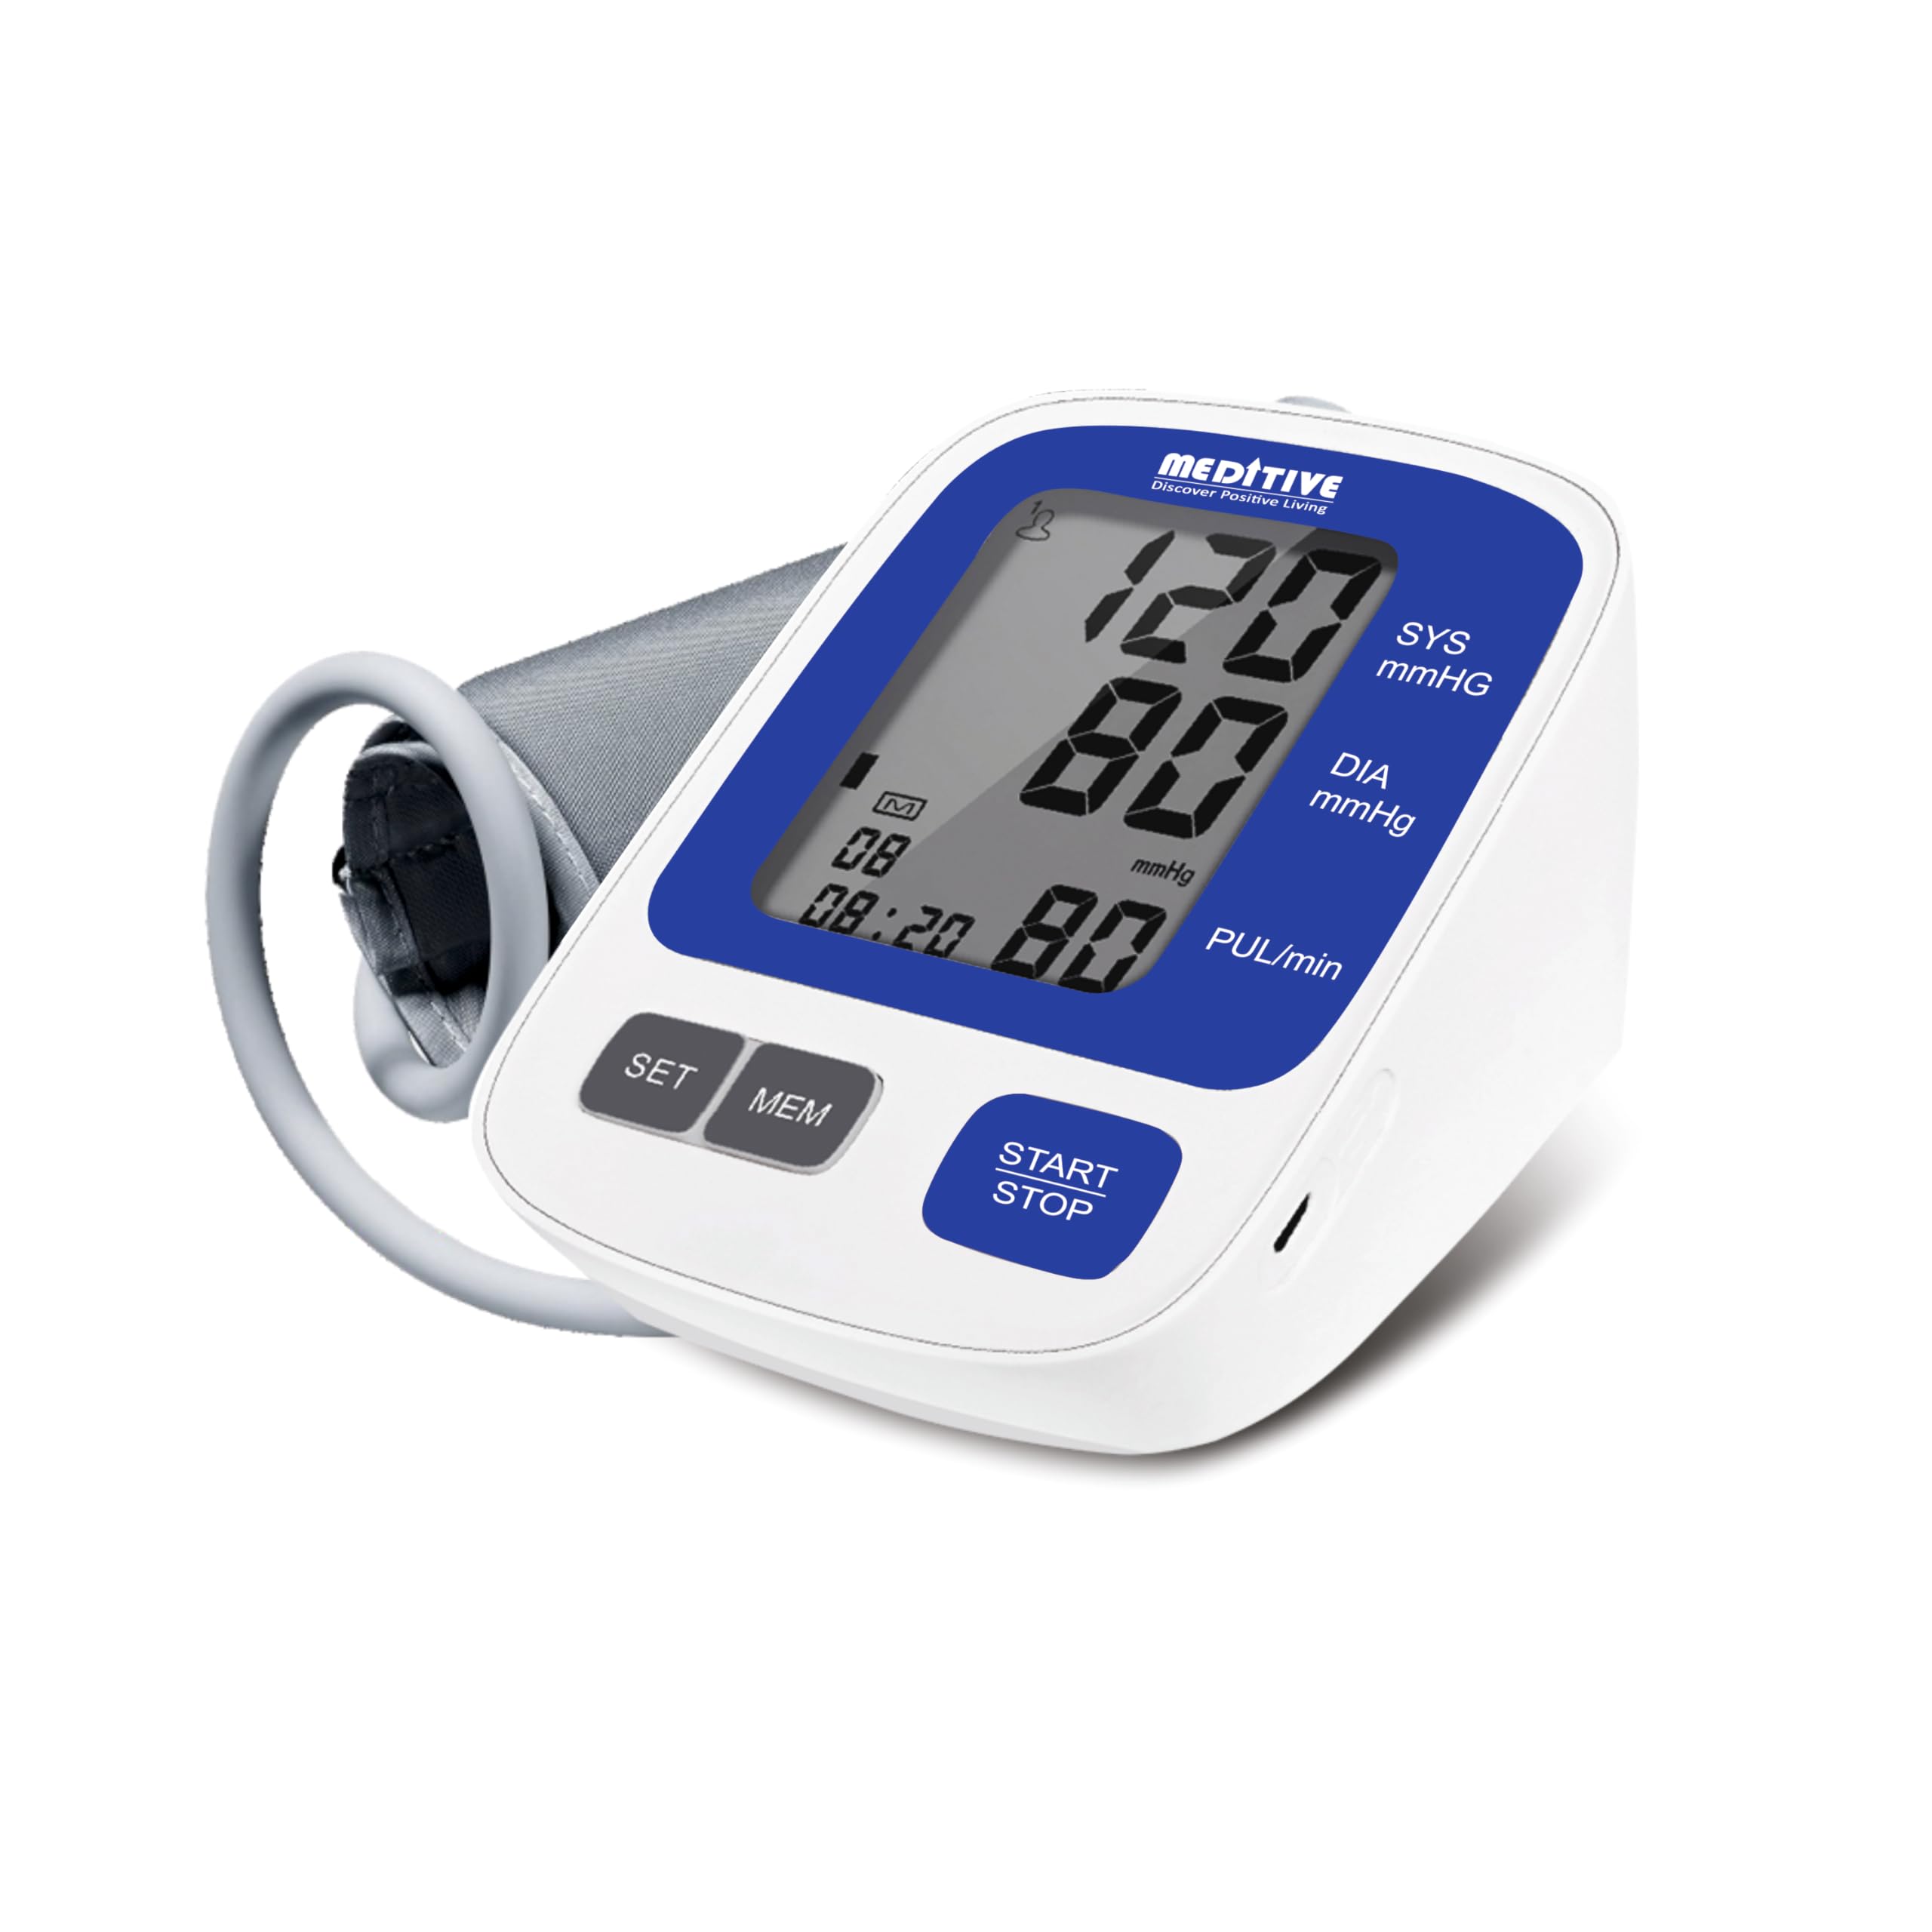 MEDITIVE
Discover Positive Living
1
120
SYS
mmHG
80
DIA
mmHg
M
08
mmHg
08:20
80
PUL/min
SET
MEM
START
STOP